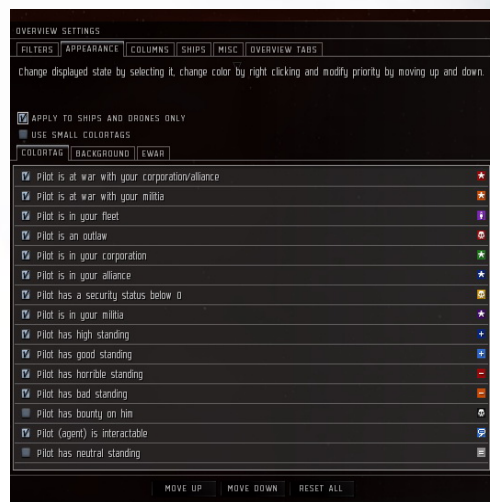 OVERVIEW SETTINGS
FILTERS APPEARANCE COLUMNS SHIPS MISC OVERVIEW TABS
Change displayed state by selecting it, change color by right clicking and modify priority by moving up and down.
APPLY TO SHIPS AND DRONES ONLY
USE SMALL COLORTAGS
COLORTAG BACKGROUND EWAR
Pilot is at war with your corporation/alliance
Pilot is at war with your militia
Pilot is in your fleet
Pilot is an outlaw
Pilot is in your corporation
Pilot is in your alliance
Pilot has a security status below 0
Pilot is in your militia
Pilot has high standing
Pilot has good standing
Pilot has horrible standing
Pilot has bad standing
Pilot has bounty on him
Pilot (agent) is interactable
Pilot has neutral standing
MOVE UP MOVE DOWN RESET ALL